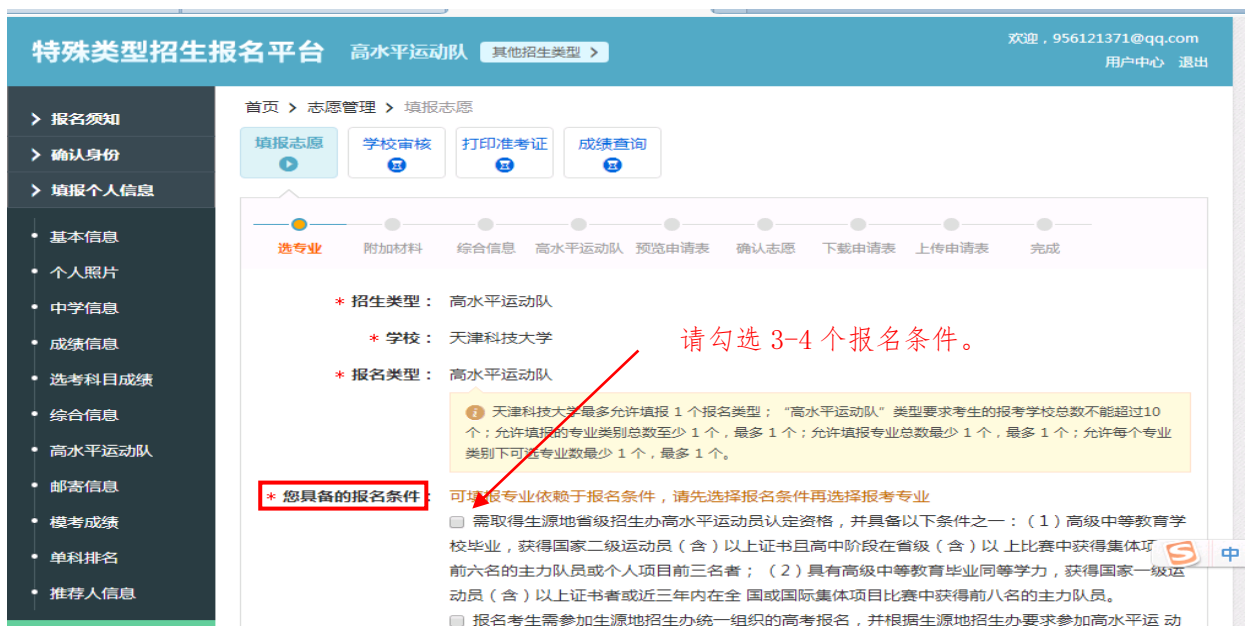 特殊类型招生报名平台 高水平运动队 其他招生类型 >
欢迎，956121371@qq.com
用户中心 退出
> 报名须知
> 确认身份
> 填报个人信息
• 基本信息
• 个人照片
• 中学信息
• 成绩信息
• 选考科目成绩
• 综合信息
• 高水平运动队
• 邮寄信息
• 模考成绩
• 单科排名
• 推荐人信息
首页 > 志愿管理 > 填报志愿
填报志愿 学校审核 打印准考证 成绩查询
选专业 附加材料 综合信息 高水平运动队 预览申请表 确认志愿 下载申请表 上传申请表 完成
* 招生类型： 高水平运动队
* 学校： 天津科技大学
请勾选 3-4 个报名条件。
* 报名类型： 高水平运动队
天津科技大学最多允许填报 1 个报名类型；“高水平运动队”类型要求考生的报考学校总数不能超过10
个；允许填报的专业类别总数至少 1 个，最多 1 个；允许填报专业总数最少 1 个，最多 1 个；允许每个专业
类别下可选专业数最少 1 个，最多 1 个。
* 您具备的报名条件： 可填报专业依赖于报名条件，请先选择报名条件再选择报考专业
需取得生源地省级招生办高水平运动员认定资格，并具备以下条件之一：（1）高级中等教育学
校毕业，获得国家二级运动员（含）以上证书且高中阶段在省级（含）以 上比赛中获得集体项
前六名的主力队员或个人项目前三名者； （2）具有高级中等教育毕业同等学力，获得国家一级运
动员（含）以上证书者或近三年内在全 国或国际集体项目比赛中获得前八名的主力队员。
报名考生需参加生源地招生办统一组织的高考报名，并根据生源地招生办要求参加高水平运 动
S 中